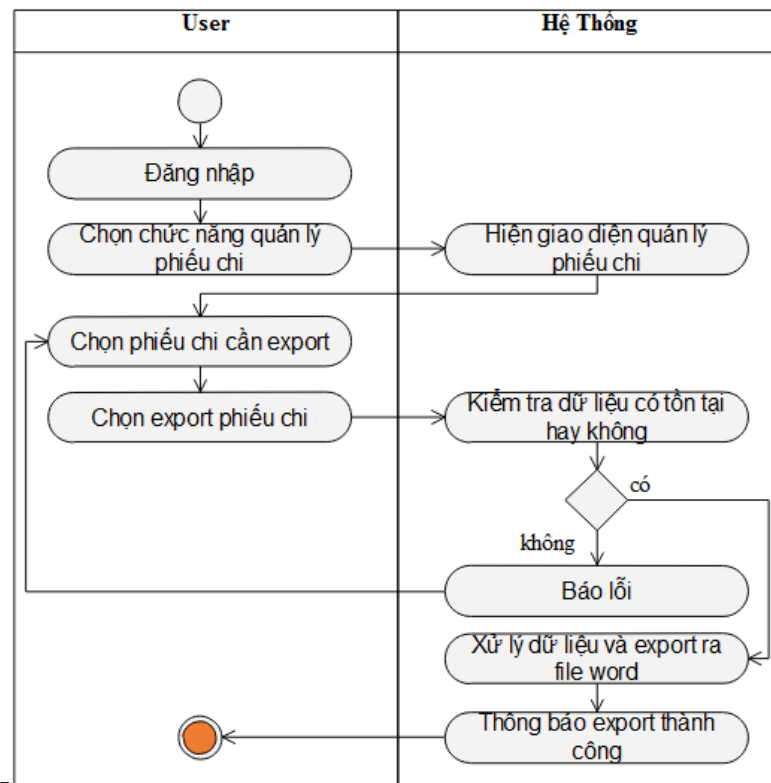 User
Hệ Thống
Đăng nhập
Chọn chức năng quản lý
phiếu chi
Hiện giao diện quản lý
phiếu chi
Chọn phiếu chi cần export
Chọn export phiếu chi
Kiểm tra dữ liệu có tồn tại
hay không
có
không
Báo lỗi
Xử lý dữ liệu và export ra
file word
Thông báo export thành
công